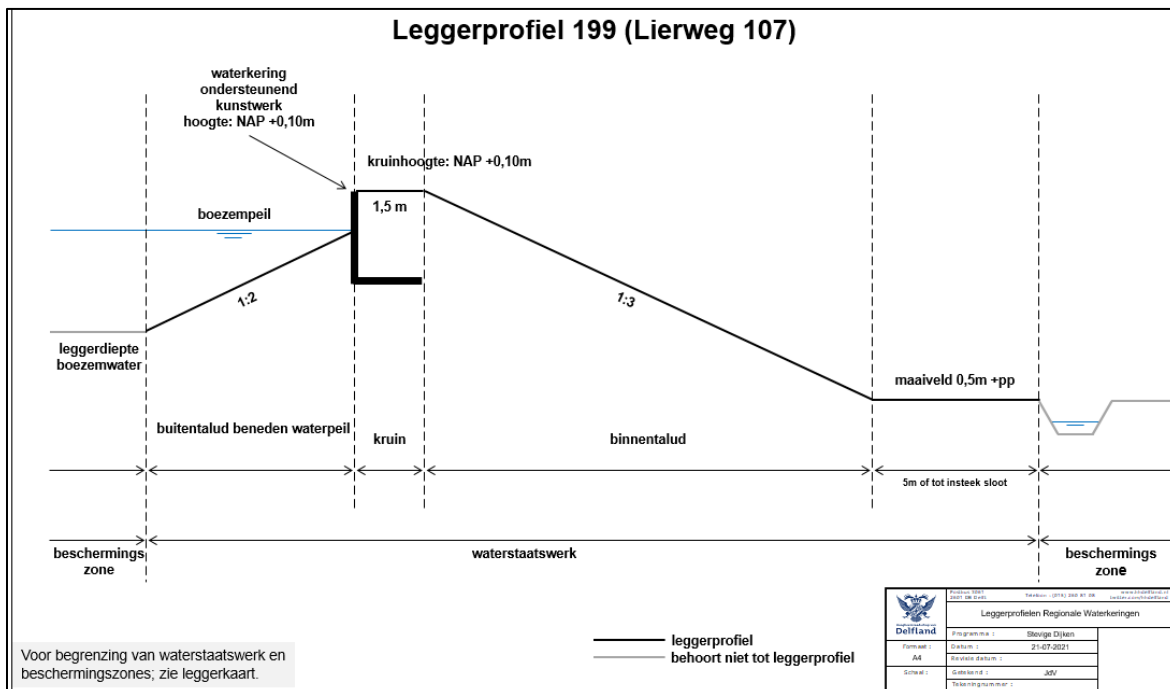 Leggerprofiel 199 (Lierweg 107)
waterkering
ondersteunend
kunstwerk
hoogte: NAP +0,10m
kruinhoogte: NAP +0,10m
1,5 m
boezempeil
1:2
1:3
leggerdiepte
boezemwater
maaiveld 0,5m +pp
buitentalud beneden waterpeil
kruin
binnentalud
5m of tot insteek sloot
beschermings
zone
waterstaatswerk
beschermings
zone
leggerprofiel
behoort niet tot leggerprofiel
Voor begrenzing van waterstaatswerk en
beschermingszones; zie leggerkaart.
Delfland
Leggerprofielen Regionale Waterkeringen
Programma : Stevige Dijken
Formaat : A4
Datum : 21-07-2021
Revisie datum :
Schaal :
Getekend : JdV
Tekeningnummer :